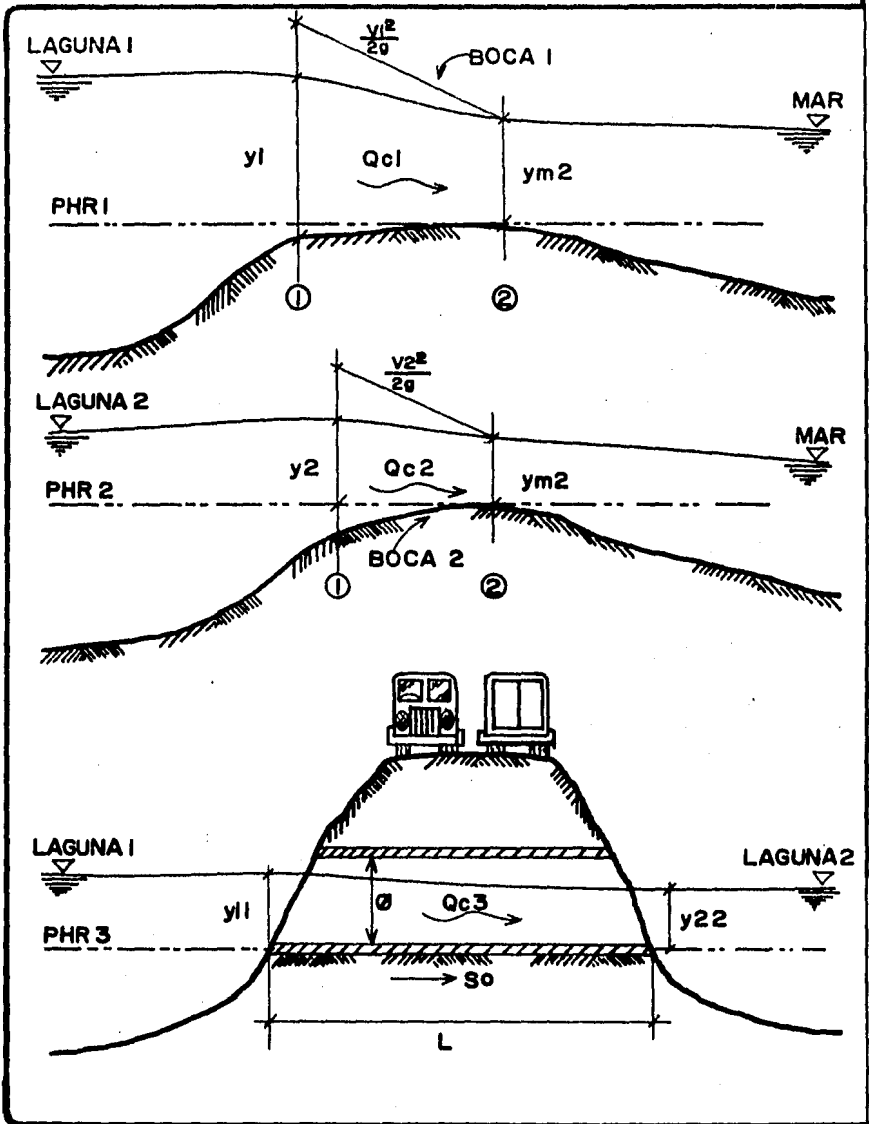 LAGUNA 1
V1²/2g
BOCA 1
MAR
y1
Qc1
ym2
PHR 1
1
2
V2²/2g
LAGUNA 2
MAR
y2
Qc2
ym2
PHR 2
BOCA 2
1
2
LAGUNA 1
LAGUNA 2
y11
Ø
Qc3
y22
PHR 3
So
L